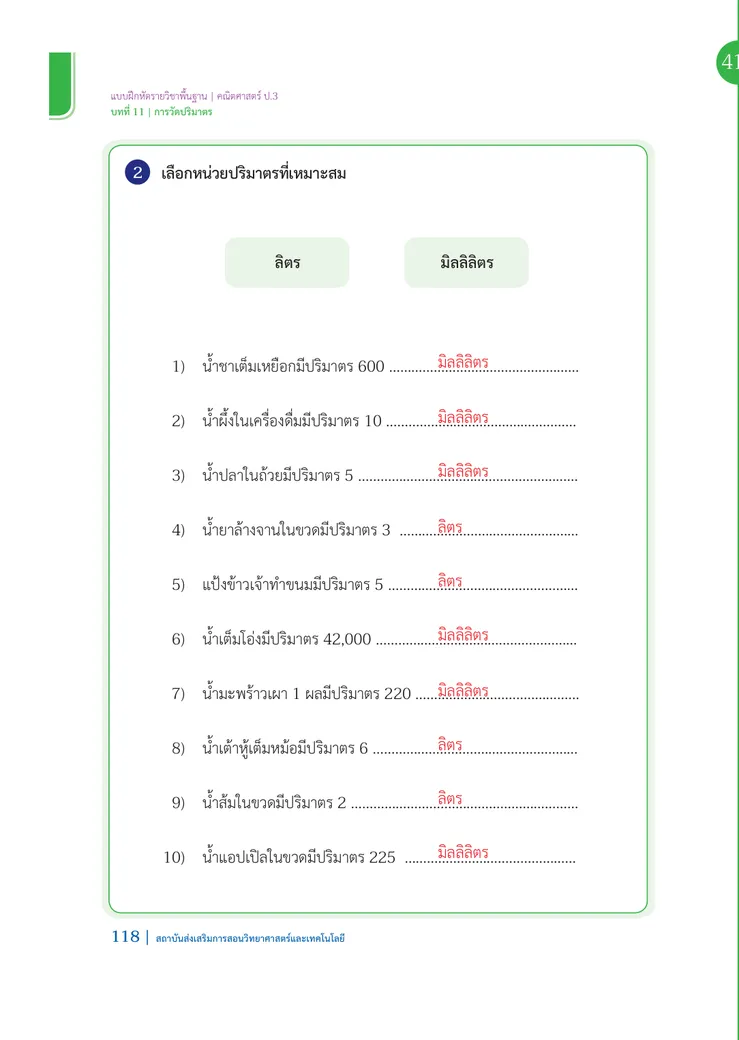 41
แบบฝึกหัดรายวิชาพื้นฐาน | คณิตศาสตร์ ป.3
บทที่ 11 | การวัดปริมาตร
2 เลือกหน่วยปริมาตรที่เหมาะสม
ลิตร มิลลิลิตร
1) น้ำชาเต็มเหยือกมีปริมาตร 600 ..........มิลลิลิตร..........
2) น้ำผึ้งในเครื่องดื่มมีปริมาตร 10 ..........มิลลิลิตร..........
3) น้ำปลาในถ้วยมีปริมาตร 5 ..........มิลลิลิตร..........
4) น้ำยาล้างจานในขวดมีปริมาตร 3 ..........ลิตร..........
5) แป้งข้าวเจ้าทำขนมมีปริมาตร 5 ..........ลิตร..........
6) น้ำเต็มโอ่งมีปริมาตร 42,000 ..........มิลลิลิตร..........
7) น้ำมะพร้าวเผา 1 ผลมีปริมาตร 220 ..........มิลลิลิตร..........
8) น้ำเต้าหู้เต็มหม้อมีปริมาตร 6 ..........ลิตร..........
9) น้ำส้มในขวดมีปริมาตร 2 ..........ลิตร..........
10) น้ำแอปเปิลในขวดมีปริมาตร 225 ..........มิลลิลิตร..........
118 | สถาบันส่งเสริมการสอนวิทยาศาสตร์และเทคโนโลยี